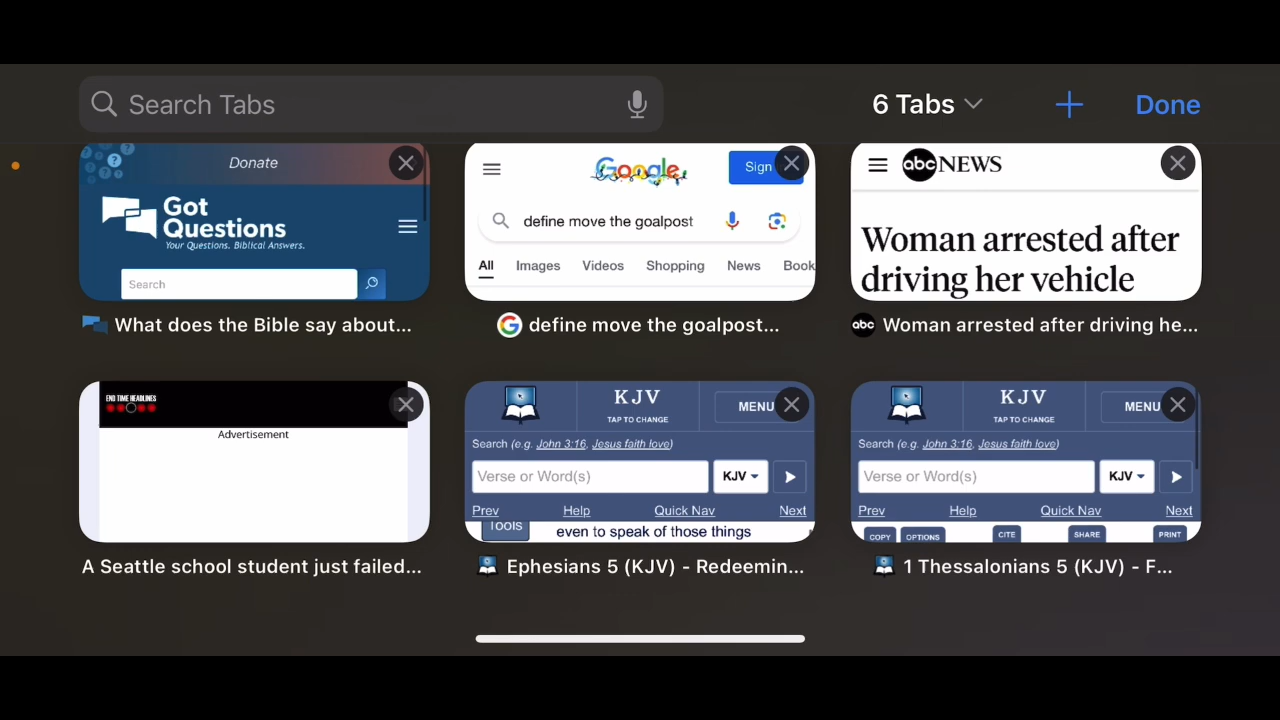 Search Tabs
6 Tabs
Done
Donate
Got
Questions
Your Questions. Biblical Answers.
Search
What does the Bible say about...
Google
Sign
define move the goalpost
All Images Videos Shopping News Book
define move the goalpost...
abc NEWS
Woman arrested after
driving her vehicle
abc Woman arrested after driving he...
END TIME HEADLINES
Advertisement
A Seattle school student just failed...
KJV
TAP TO CHANGE
MENU
Search (e.g. John 3:16, Jesus faith love)
Verse or Word(s)
KJV
Prev Help Quick Nav Next
TOOLS
even to speak of those things
Ephesians 5 (KJV) - Redeemin...
KJV
TAP TO CHANGE
MENU
Search (e.g. John 3:16, Jesus faith love)
Verse or Word(s)
KJV
Prev Help Quick Nav Next
COPY OPTIONS CITE SHARE PRINT
1 Thessalonians 5 (KJV) - F...